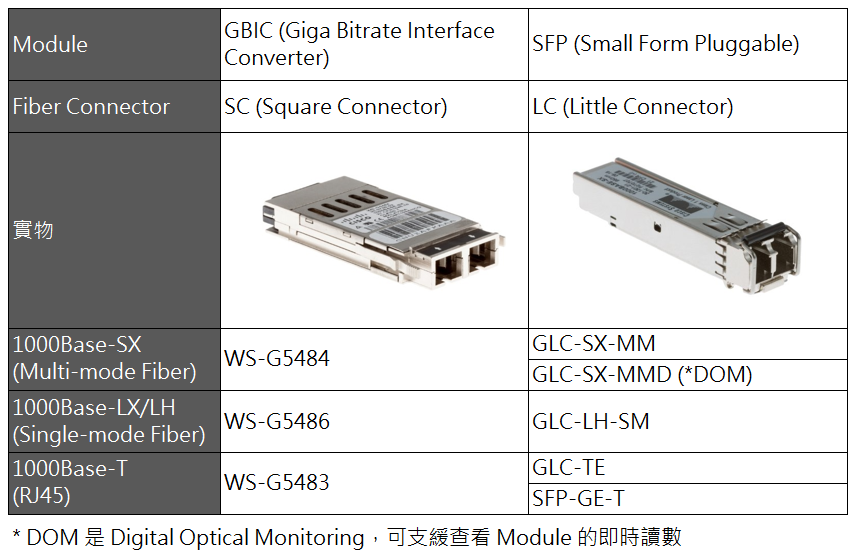 Module
GBIC (Giga Bitrate Interface
Converter)
SFP (Small Form Pluggable)
Fiber Connector
SC (Square Connector)
LC (Little Connector)
實物
1000Base-SX
(Multi-mode Fiber)
WS-G5484
GLC-SX-MM
GLC-SX-MMD (*DOM)
1000Base-LX/LH
(Single-mode Fiber)
WS-G5486
GLC-LH-SM
1000Base-T
(RJ45)
WS-G5483
GLC-TE
SFP-GE-T
* DOM 是 Digital Optical Monitoring，可支緩查看 Module 的即時讀數